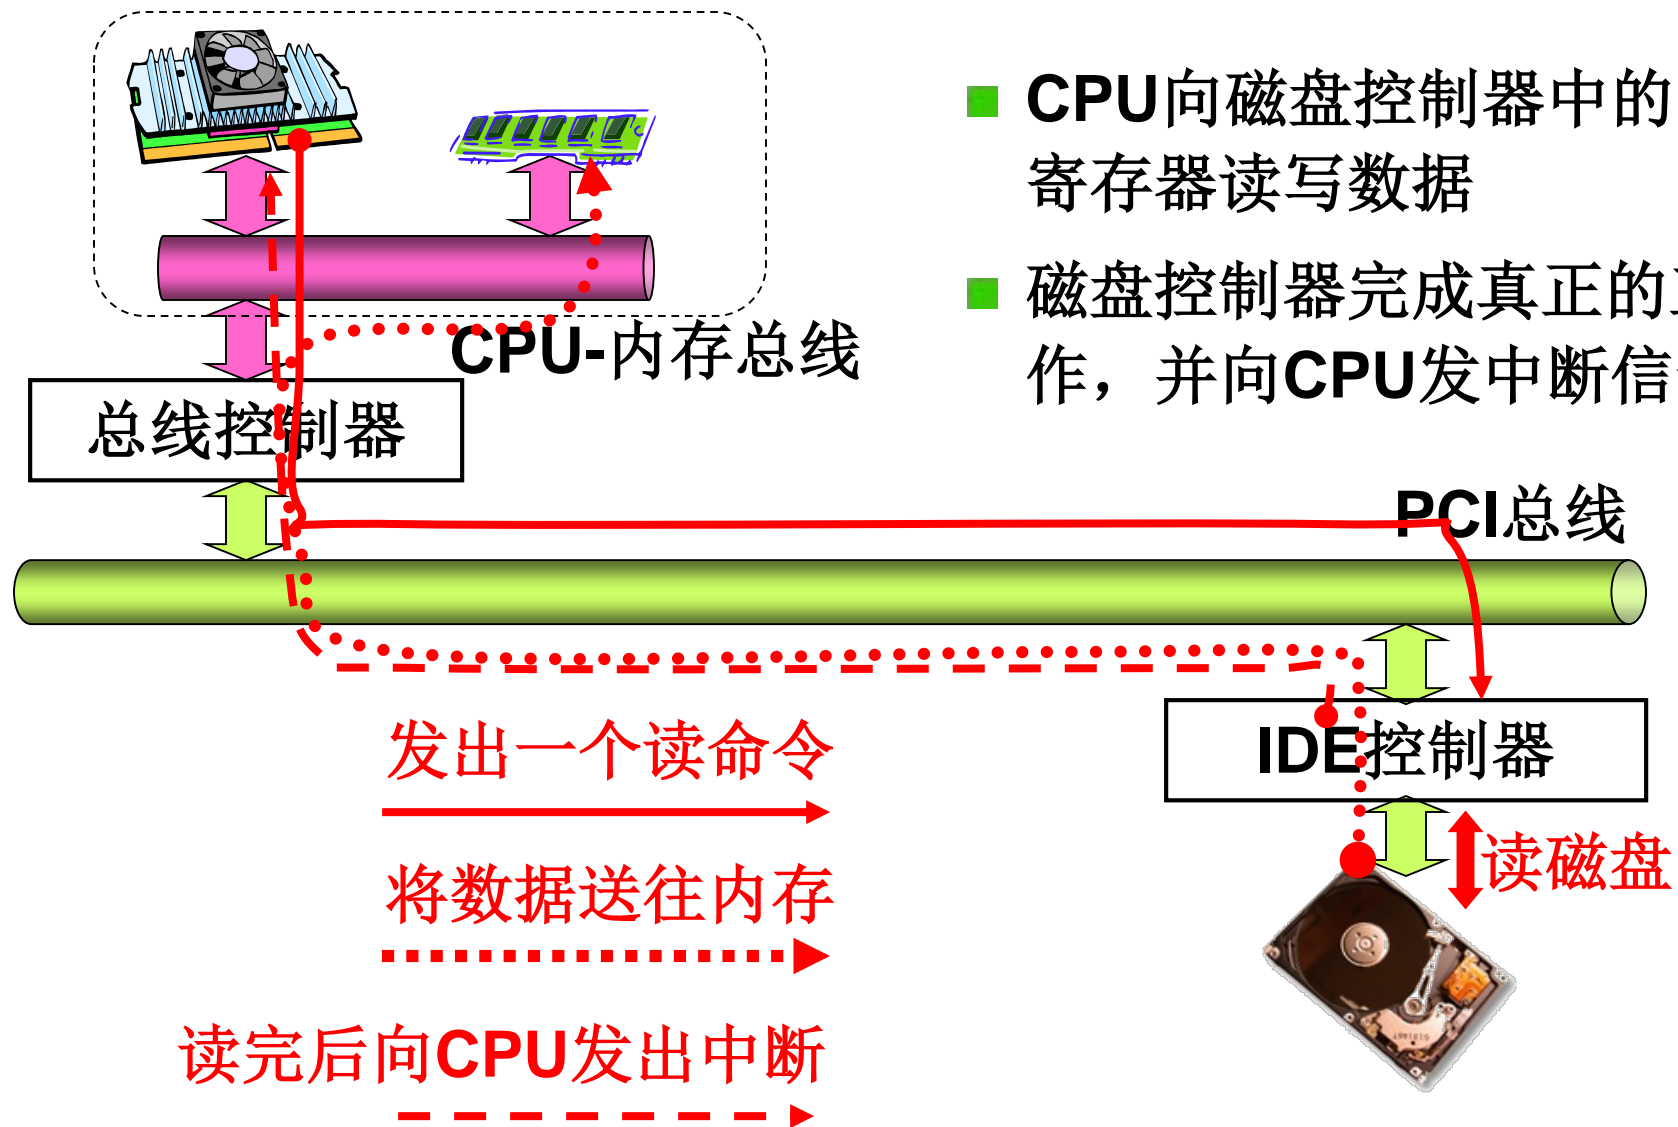 CPU向磁盘控制器中的
寄存器读写数据
磁盘控制器完成真正的
作，并向CPU发中断信
CPU-内存总线
总线控制器
PCI总线
IDE控制器
发出一个读命令
读磁盘
将数据送往内存
读完后向CPU发出中断